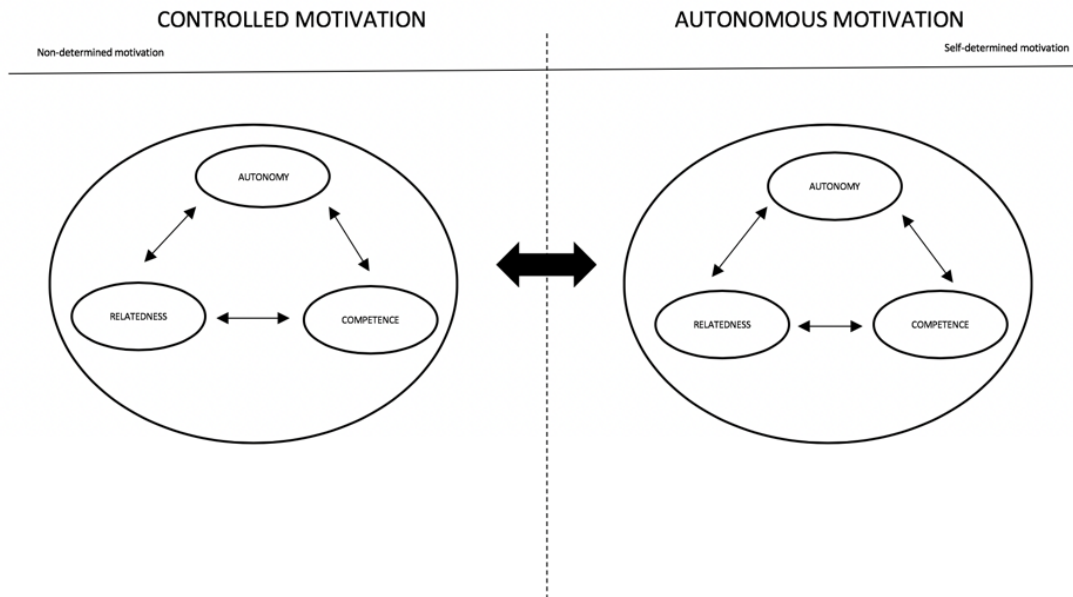 CONTROLLED MOTIVATION
AUTONOMOUS MOTIVATION
Non-determined motivation
Self-determined motivation
AUTONOMY
RELATEDNESS
COMPETENCE
AUTONOMY
RELATEDNESS
COMPETENCE